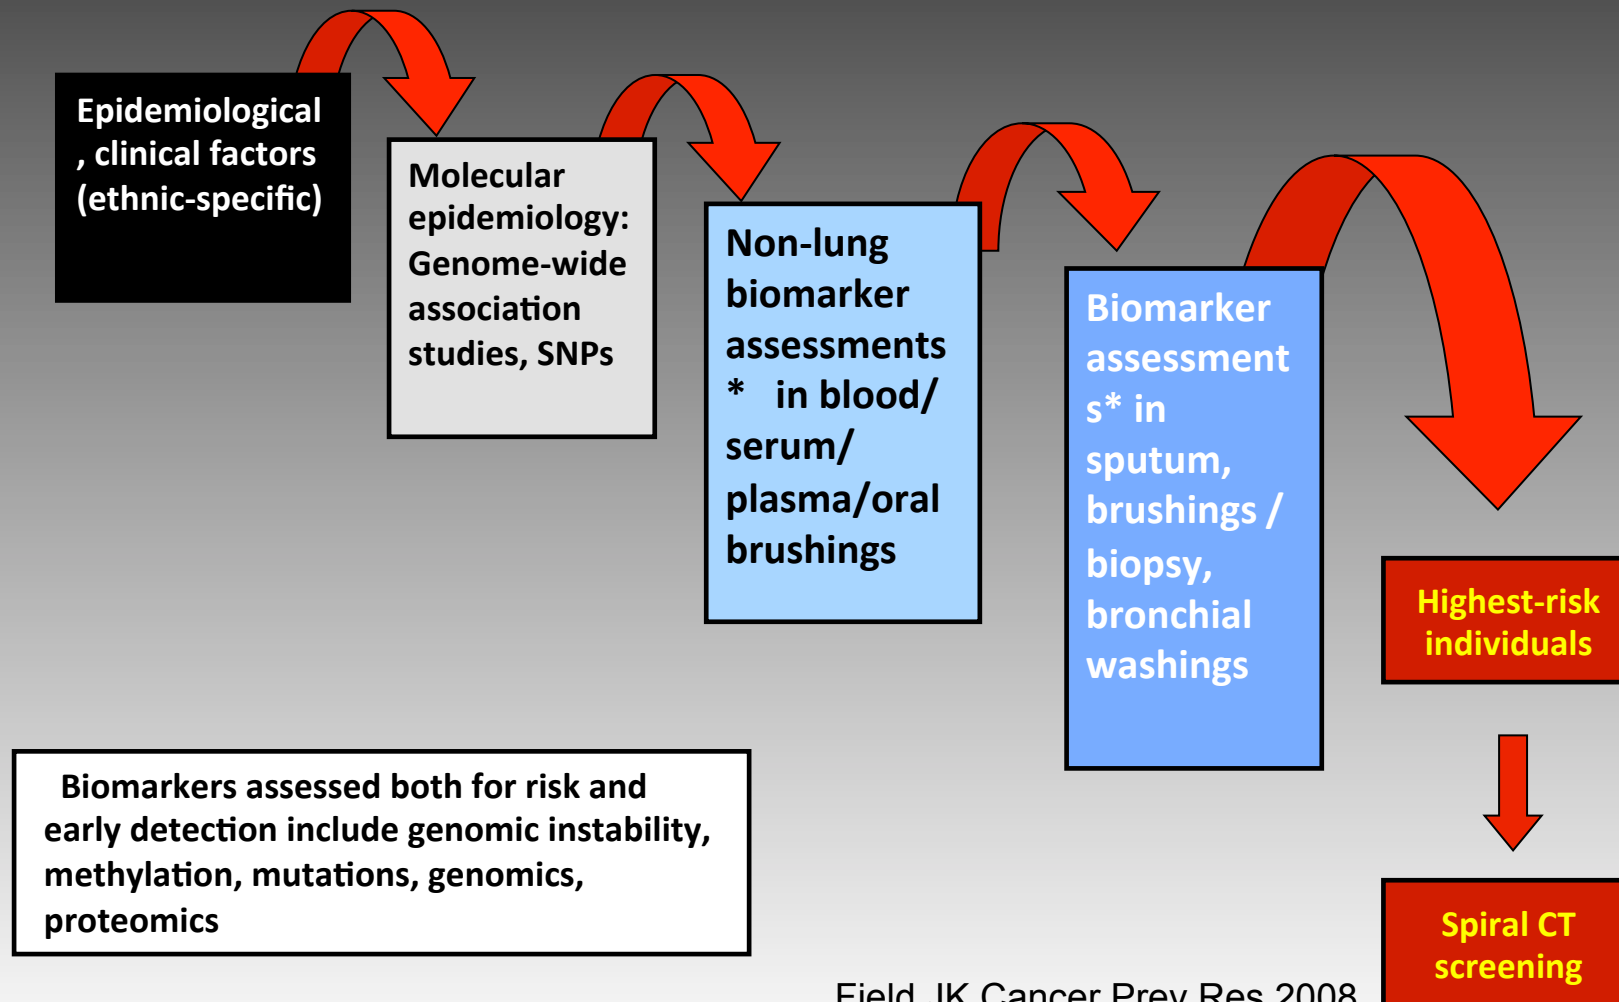 Epidemiological
, clinical factors
(ethnic-specific)
Molecular
epidemiology:
Genome-wide
association
studies, SNPs
Non-lung
biomarker
assessments
* in blood/
serum/
plasma/oral
brushings
Biomarker
assessment
s* in
sputum,
brushings /
biopsy,
bronchial
washings
Highest-risk
individuals
Spiral CT
screening
Biomarkers assessed both for risk and
early detection include genomic instability,
methylation, mutations, genomics,
proteomics
Field JK Cancer Prev Res 2008